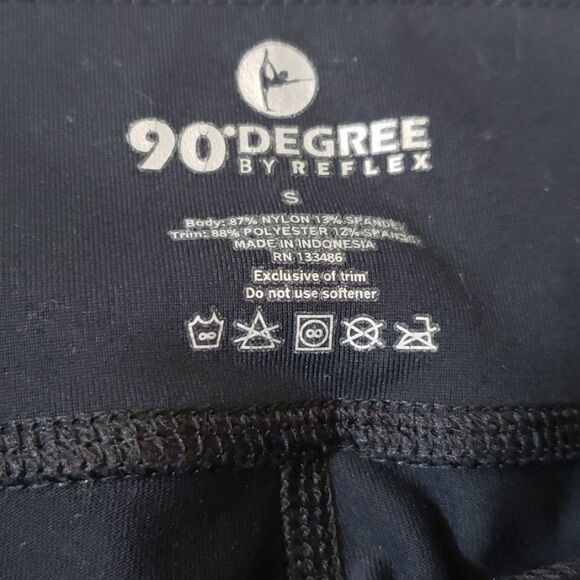 90°DEGREE
BY REFLEX
S
Body: 87% NYLON 13% SPANDEX
Trim: 88% POLYESTER 12% SPANDEX
MADE IN INDONESIA
RN 133486
Exclusive of trim
Do not use softener